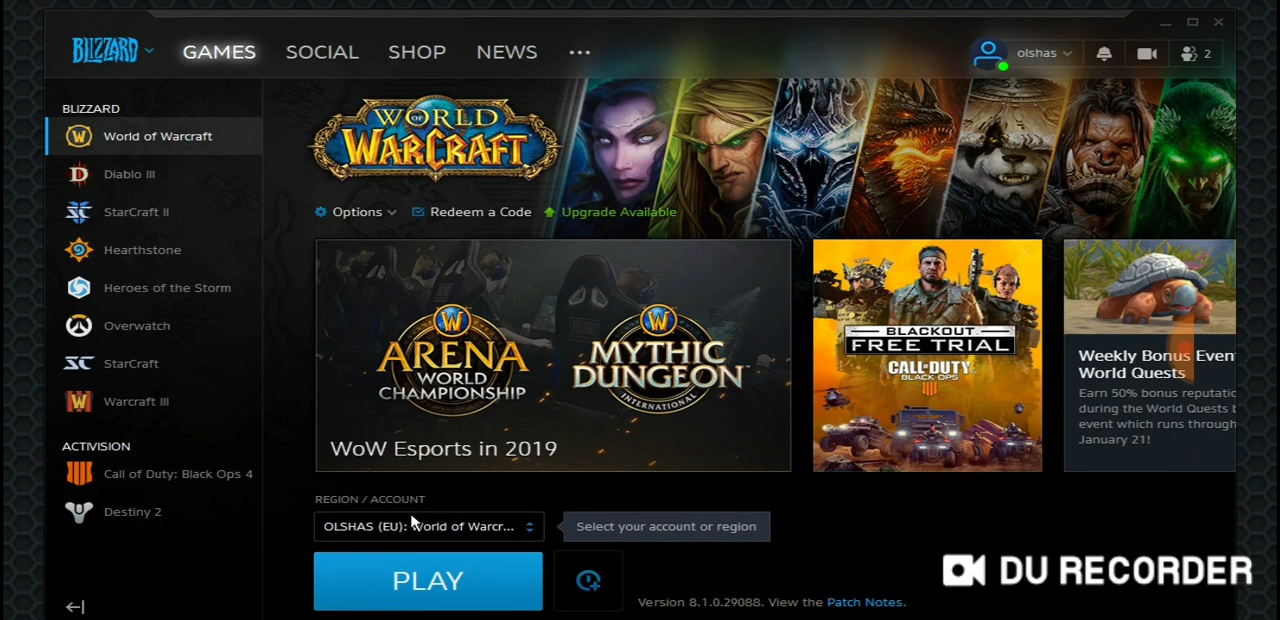 BLIZZARD
GAMES
SOCIAL
SHOP
NEWS
olshas
2
BLIZZARD
World of Warcraft
Diablo III
StarCraft II
Hearthstone
Heroes of the Storm
Overwatch
StarCraft
Warcraft III
ACTIVISION
Call of Duty: Black Ops 4
Destiny 2
WORLD
OF
WARCRAFT
Options
Redeem a Code
Upgrade Available
ARENA
WORLD
CHAMPIONSHIP
MYTHIC
DUNGEON
INTERNATIONAL
WoW Esports in 2019
BLACKOUT
FREE TRIAL
CALL OF DUTY
BLACK OPS IIII
Weekly Bonus Even
World Quests
Earn 50% bonus reputatio
during the World Quests b
event which runs through
January 21!
REGION / ACCOUNT
OLSHAS (EU): World of Warcr...
Select your account or region
PLAY
Version 8.1.0.29088. View the Patch Notes.
DU RECORDER